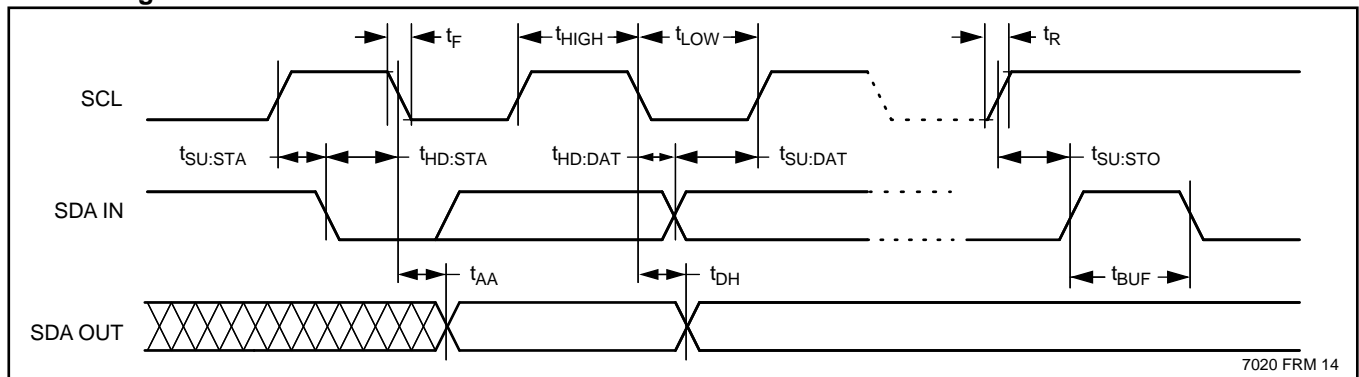 tF
tHIGH
tLOW
tR
SCL
tSU:STA
tHD:STA
tHD:DAT
tSU:DAT
tSU:STO
SDA IN
tAA
tDH
tBUF
SDA OUT
7020 FRM 14